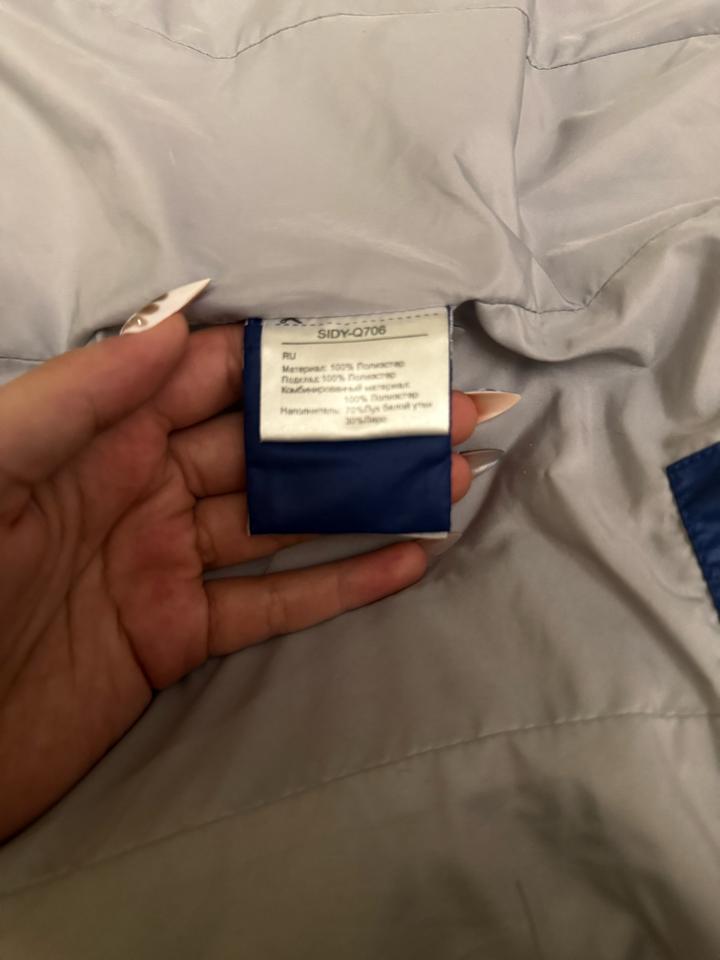 SIDY-Q706
RU
Материал: 100% Полиэстер
Подклад: 100% Полиэстер
Комбинированный материал:
100% Полиэстер
Наполнитель: 70%Пух белой утки
30%Перо